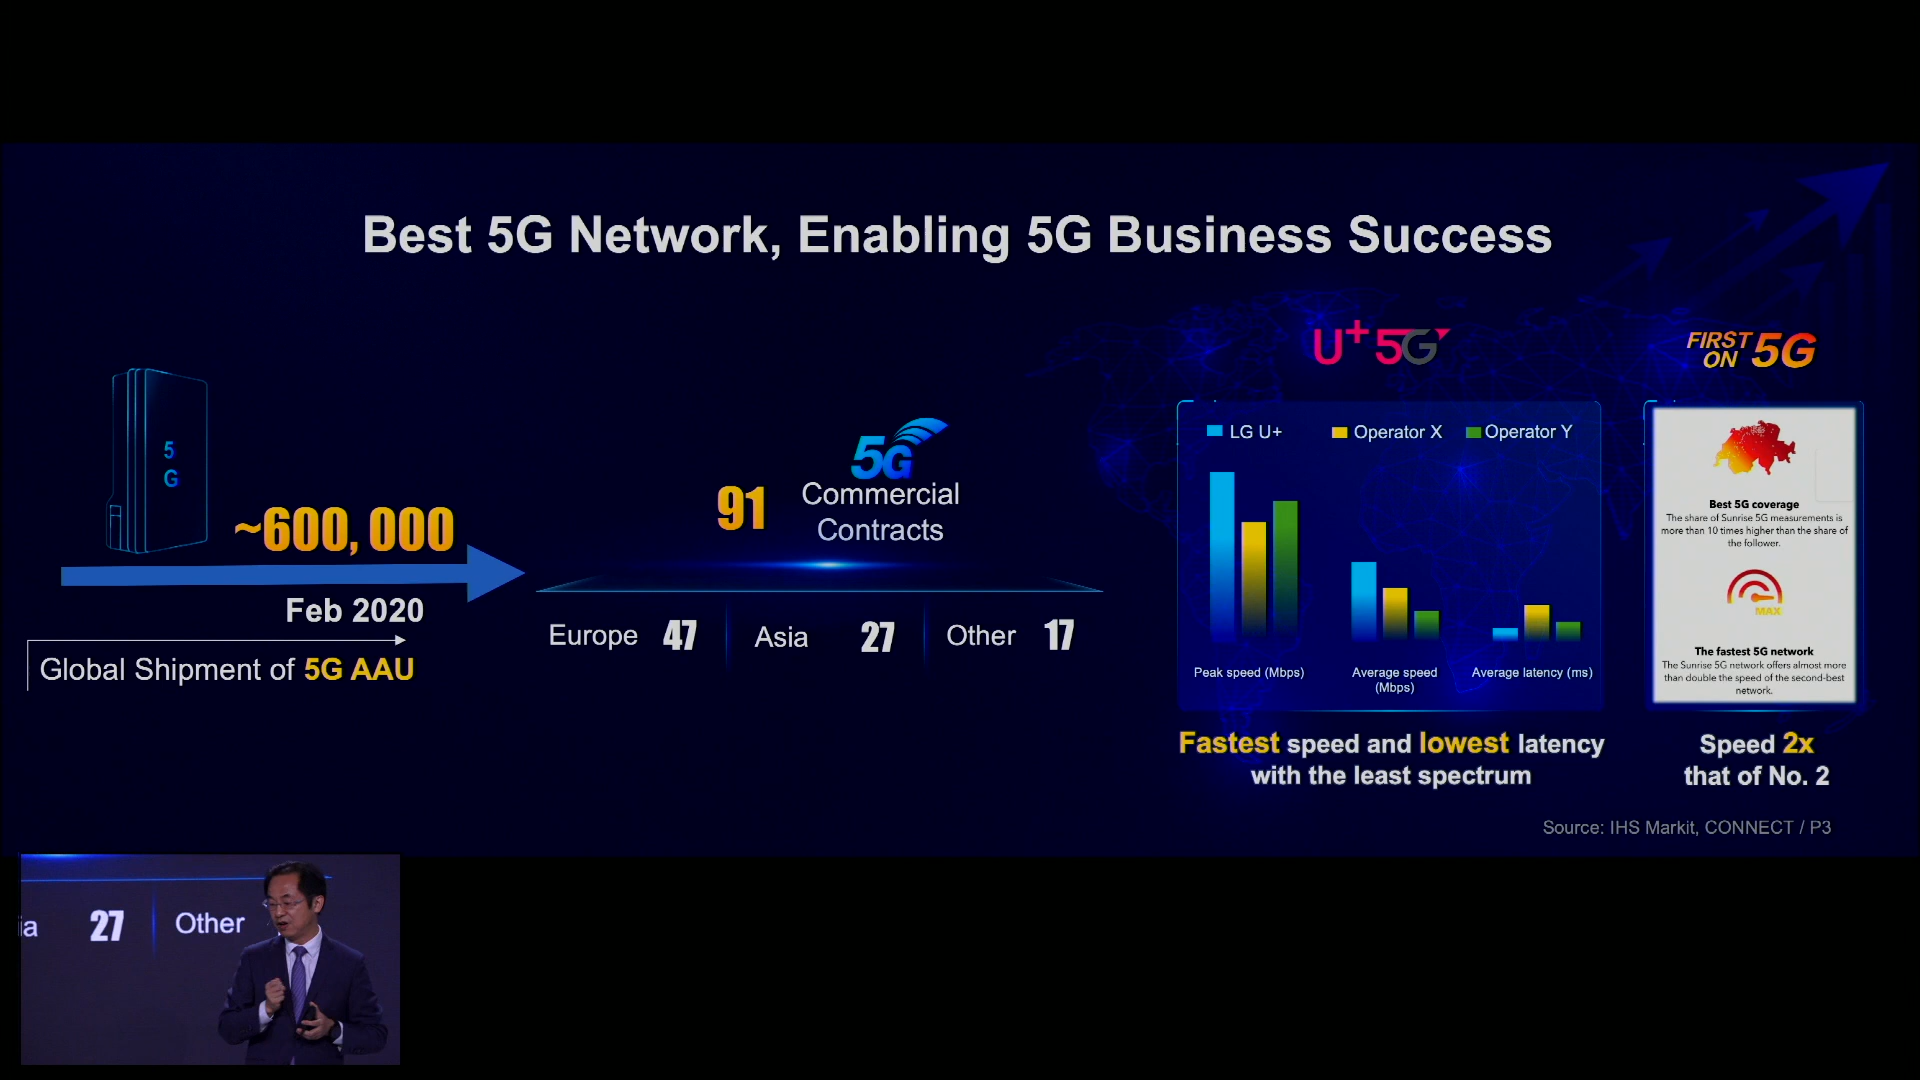 Best 5G Network, Enabling 5G Business Success
5
G
~600,000
Feb 2020
Global Shipment of 5G AAU
91
5G
Commercial
Contracts
Europe 47
Asia 27
Other 17
U+5G
LG U+
Operator X
Operator Y
Peak speed (Mbps)
Average speed
(Mbps)
Average latency (ms)
Fastest speed and lowest latency
with the least spectrum
FIRST
ON 5G
Best 5G coverage
The share of Sunrise 5G measurements is
more than 10 times higher than the share of
the follower.
MAX
The fastest 5G network
The Sunrise 5G network offers almost more
than double the speed of the second-best
network.
Speed 2x
that of No. 2
Source: IHS Markit, CONNECT / P3
ia 27 Other